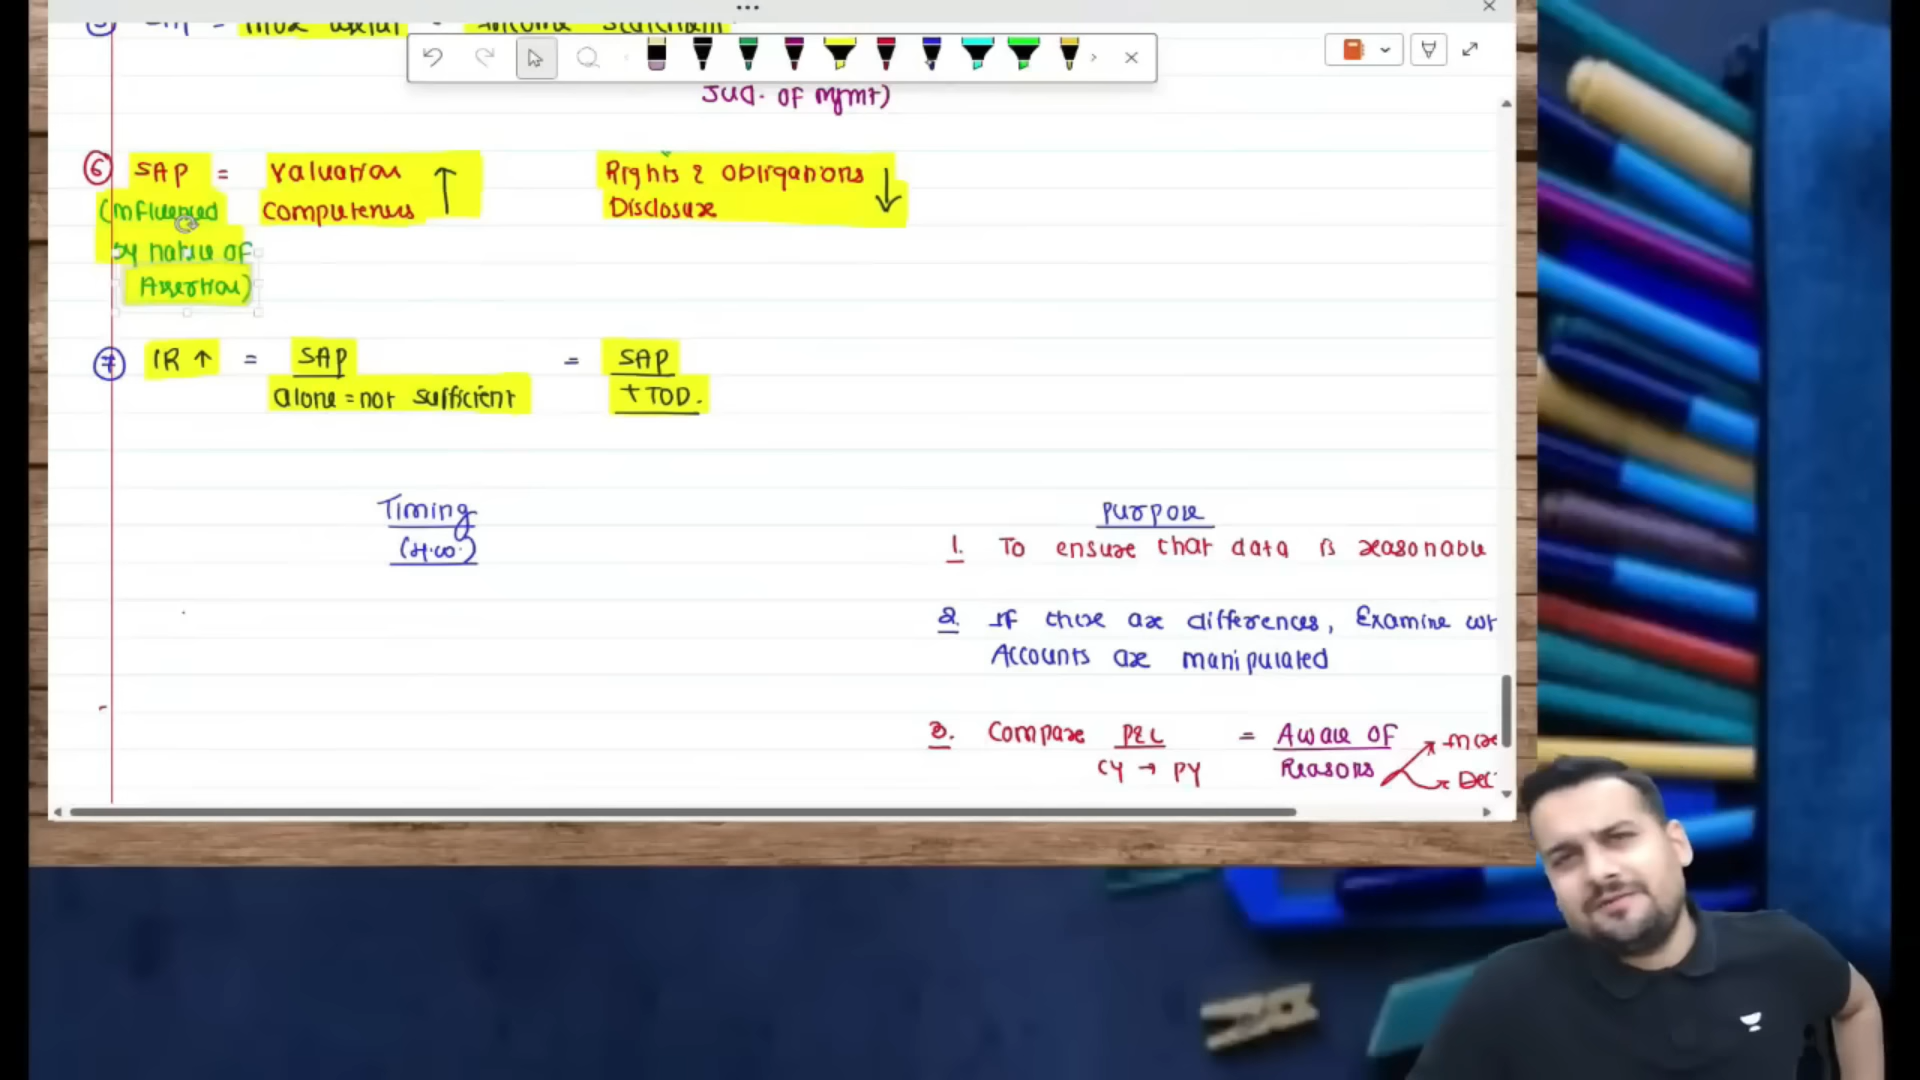 Jud. of mgmt)
6 SAP = Valuation ↑ Rights & Obligations ↓
(Influenced Completeness Disclosure
by nature of
Assertion)
7 IR ↑ = SAP = SAP
alone = not sufficient + TOD.
Timing Purpose
(H.W.) 1. To ensure that data is reasonable
2. If there are differences, Examine wh
Accounts are manipulated
3. Compare P&L = Aware of
CY → PY Reasons